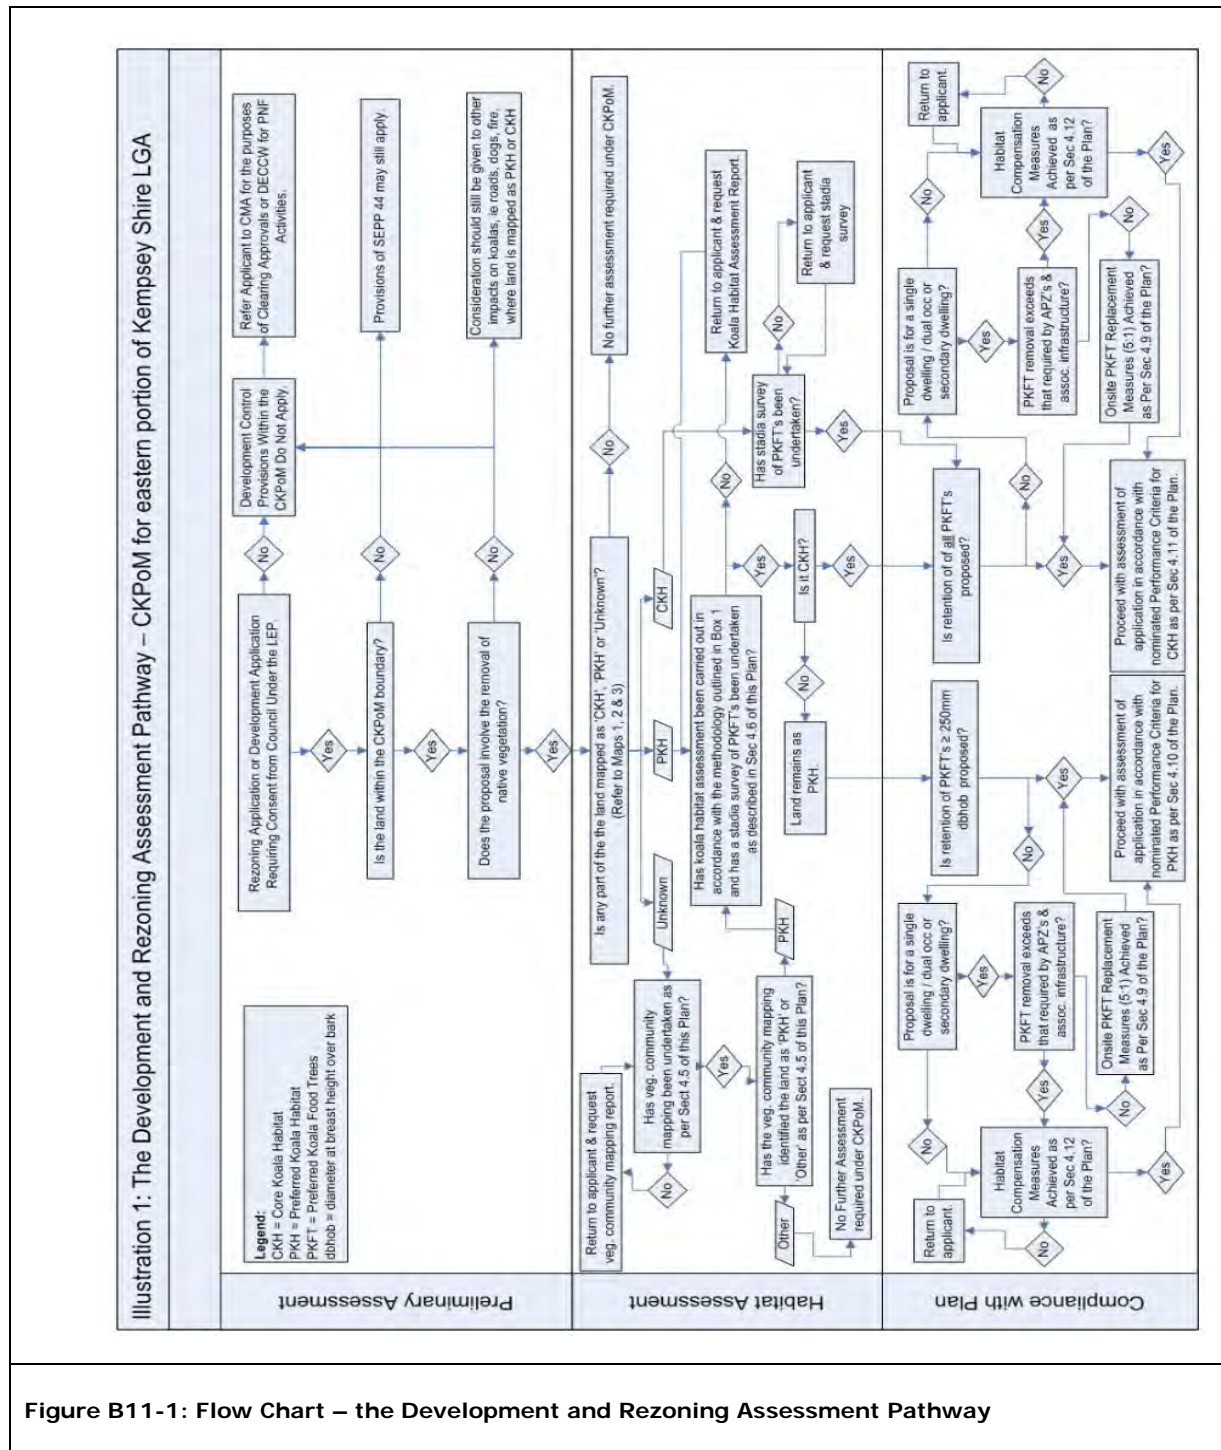 Illustration 1: The Development and Rezoning Assessment Pathway – CKPoM for eastern portion of Kempsey Shire LGA
Preliminary Assessment
Legend:
CKH = Core Koala Habitat
PKH = Preferred Koala Habitat
PKFT = Preferred Koala Food Trees
dbhob = diameter at breast height over bark
Rezoning Application or Development Application
Requiring Consent from Council Under the LEP.
No
Development Control
Provisions Within the
CKPoM Do Not Apply.
Refer Applicant to CMA for the purposes
of Clearing Approvals or DECCW for PNF
Activities.
Yes
Is the land within the CKPoM boundary?
No
Provisions of SEPP 44 may still apply.
Yes
Does the proposal involve the removal of
native vegetation?
No
Consideration should still be given to other
impacts on koalas, ie roads, dogs, fire,
where land is mapped as PKH or CKH
Yes
Habitat Assessment
Is any part of the the land mapped as 'CKH', 'PKH' or 'Unknown'?
(Refer to Maps 1, 2 & 3)
No
No further assessment required under CKPoM.
Unknown
PKH
CKH
Return to applicant & request
veg. community mapping report.
Has veg. community
mapping been undertaken as
per Sect 4.5 of this Plan?
No
Yes
Has the veg. community mapping
identified the land as 'PKH' or
'Other' as per Sect 4.5 of this Plan?
PKH
Other
No Further Assessment
required under CKPoM.
Has koala habitat assessment been carried out in
accordance with the methodology outlined in Box 1
and has a stadia survey of PKFT's been undertaken
as described in Sec 4.6 of this Plan?
No
Return to applicant & request
Koala Habitat Assessment Report.
Yes
Is it CKH?
No
Land remains as
PKH.
Yes
Has stadia survey
of PKFT's been
undertaken?
No
Return to applicant
& request stadia
survey
Yes
Compliance with Plan
Is retention of PKFT's ≥ 250mm
dbhob proposed?
No
Yes
Proposal is for a single
dwelling / dual occ or
secondary dwelling?
No
Yes
PKFT removal exceeds
that required by APZ's &
assoc. infrastructure?
Yes
No
Onsite PKFT Replacement
Measures (5:1) Achieved
as Per Sec 4.9 of the Plan?
Habitat
Compensation
Measures
Achieved as
per Sec 4.12
of the Plan?
No
Return to
applicant.
Yes
Proceed with assessment of
application in accordance with
nominated Performance Criteria for
PKH as per Sec 4.10 of the Plan.
Is retention of of all PKFT's
proposed?
No
Yes
Proposal is for a single
dwelling / dual occ or
secondary dwelling?
No
Yes
PKFT removal exceeds
that required by APZ's &
assoc. infrastructure?
Yes
No
Onsite PKFT Replacement
Measures (5:1) Achieved
as Per Sec 4.9 of the Plan?
Habitat
Compensation
Measures
Achieved as
per Sec 4.12
of the Plan?
No
Return to
applicant.
Yes
Proceed with assessment of
application in accordance with
nominated Performance Criteria for
CKH as per Sec 4.11 of the Plan.
Figure B11-1: Flow Chart – the Development and Rezoning Assessment Pathway